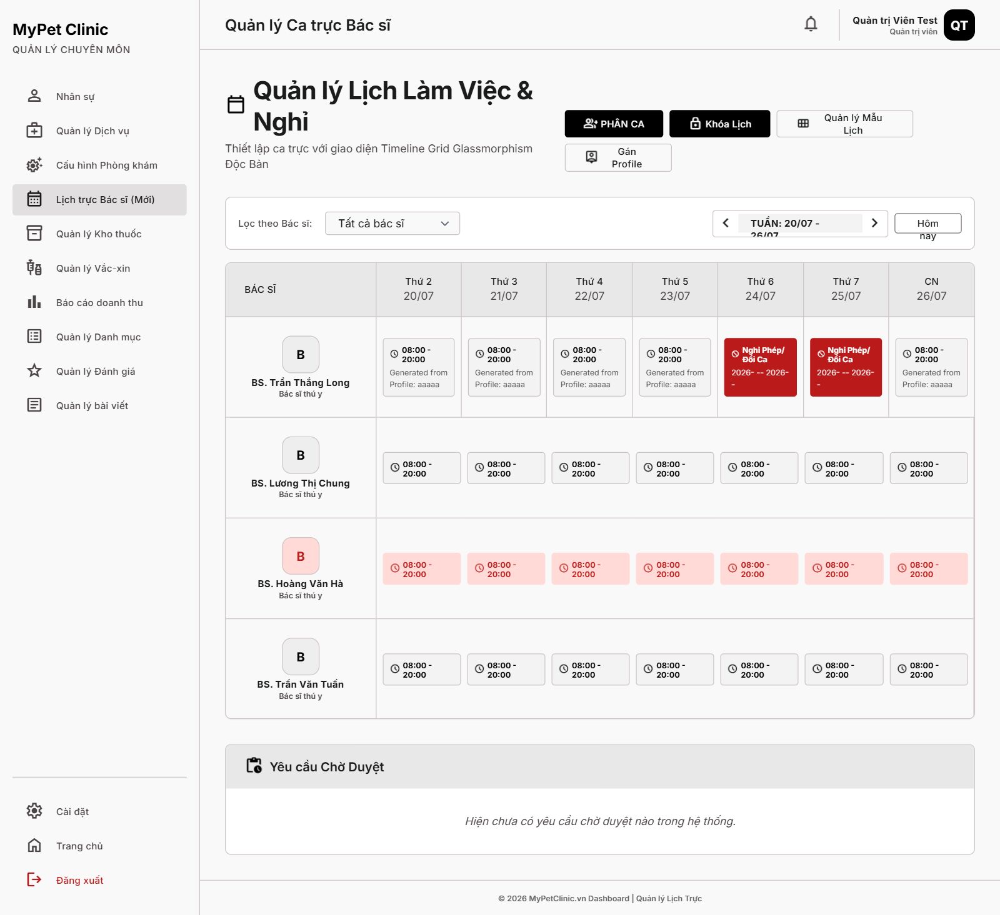 MyPet Clinic
QUẢN LÝ CHUYÊN MÔN
Nhân sự
Quản lý Dịch vụ
Cấu hình Phòng khám
Lịch trực Bác sĩ (Mới)
Quản lý Kho thuốc
Quản lý Vắc-xin
Báo cáo doanh thu
Quản lý Danh mục
Quản lý Đánh giá
Quản lý bài viết
Cài đặt
Trang chủ
Đăng xuất
Quản lý Ca trực Bác sĩ
Quản trị Viên Test
Quản trị viên
QT
Quản lý Lịch Làm Việc &
Nghỉ
Thiết lập ca trực với giao diện Timeline Grid Glassmorphism
Độc Bản
PHÂN CA
Khóa Lịch
Quản lý Mẫu
Lịch
Gán
Profile
Lọc theo Bác sĩ:
Tất cả bác sĩ
TUẦN: 20/07 -
26/07
Hôm
nay
BÁC SĨ
Thứ 2
20/07
Thứ 3
21/07
Thứ 4
22/07
Thứ 5
23/07
Thứ 6
24/07
Thứ 7
25/07
CN
26/07
B
BS. Trần Thắng Long
Bác sĩ thú y
08:00 -
20:00
Generated from
Profile: aaaaa
08:00 -
20:00
Generated from
Profile: aaaaa
08:00 -
20:00
Generated from
Profile: aaaaa
08:00 -
20:00
Generated from
Profile: aaaaa
Nghỉ Phép/
Đổi Ca
2026- -- 2026-
-
Nghỉ Phép/
Đổi Ca
2026- -- 2026-
-
08:00 -
20:00
Generated from
Profile: aaaaa
B
BS. Lương Thị Chung
Bác sĩ thú y
08:00 -
20:00
08:00 -
20:00
08:00 -
20:00
08:00 -
20:00
08:00 -
20:00
08:00 -
20:00
08:00 -
20:00
B
BS. Hoàng Văn Hà
Bác sĩ thú y
08:00 -
20:00
08:00 -
20:00
08:00 -
20:00
08:00 -
20:00
08:00 -
20:00
08:00 -
20:00
08:00 -
20:00
B
BS. Trần Văn Tuấn
Bác sĩ thú y
08:00 -
20:00
08:00 -
20:00
08:00 -
20:00
08:00 -
20:00
08:00 -
20:00
08:00 -
20:00
08:00 -
20:00
Yêu cầu Chờ Duyệt
Hiện chưa có yêu cầu chờ duyệt nào trong hệ thống.
© 2026 MyPetClinic.vn Dashboard | Quản lý Lịch Trực